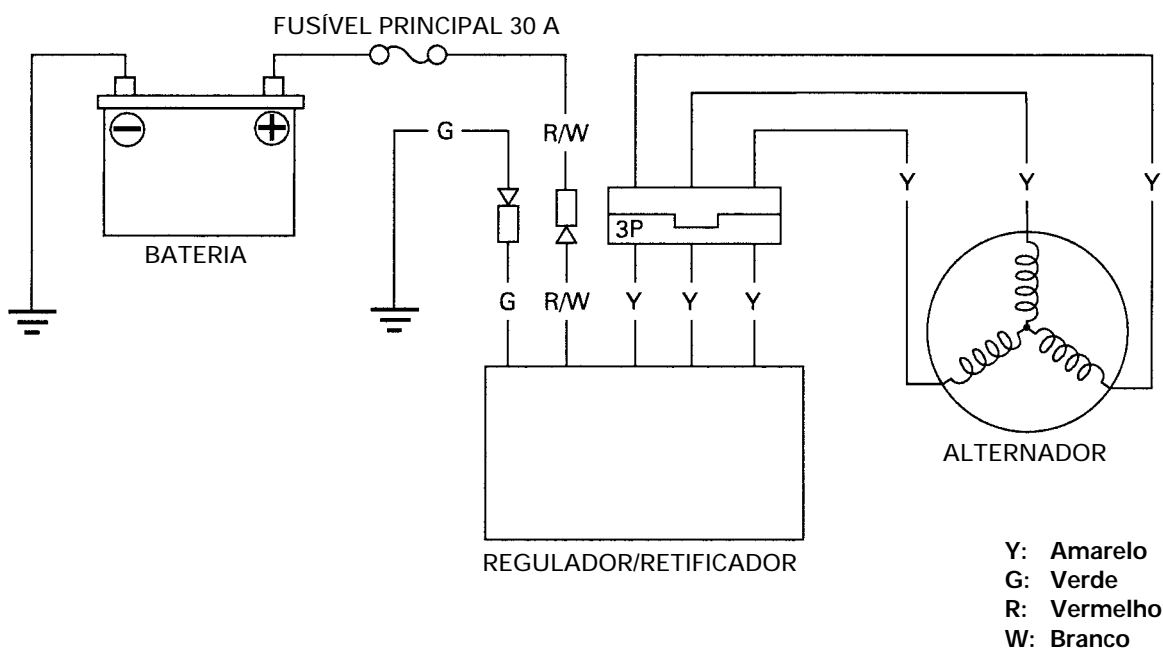 FUSÍVEL PRINCIPAL 30 A
G
R/W
Y
Y
Y
3P
BATERIA
G
R/W
Y
Y
Y
ALTERNADOR
REGULADOR/RETIFICADOR
Y: Amarelo
G: Verde
R: Vermelho
W: Branco